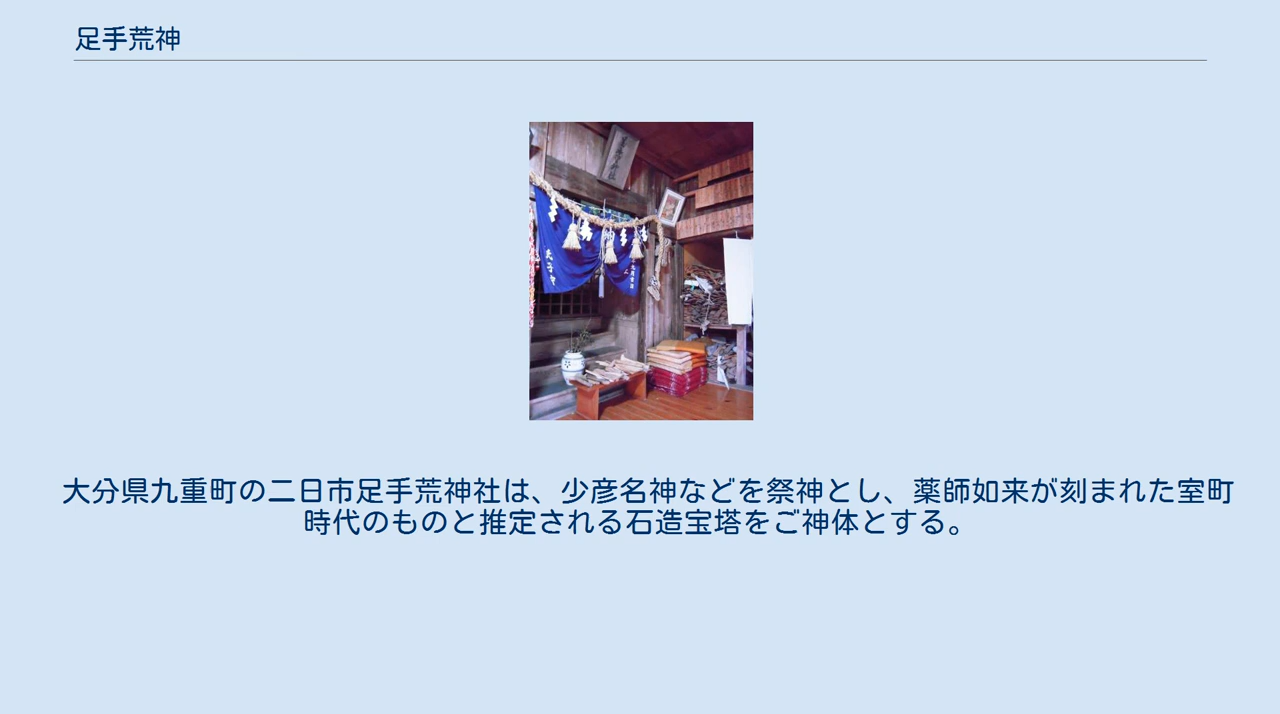 足手荒神
大分県九重町の二日市足手荒神社は、少彦名神などを祭神とし、薬師如来が刻まれた室町
時代のものと推定される石造宝塔をご神体とする。